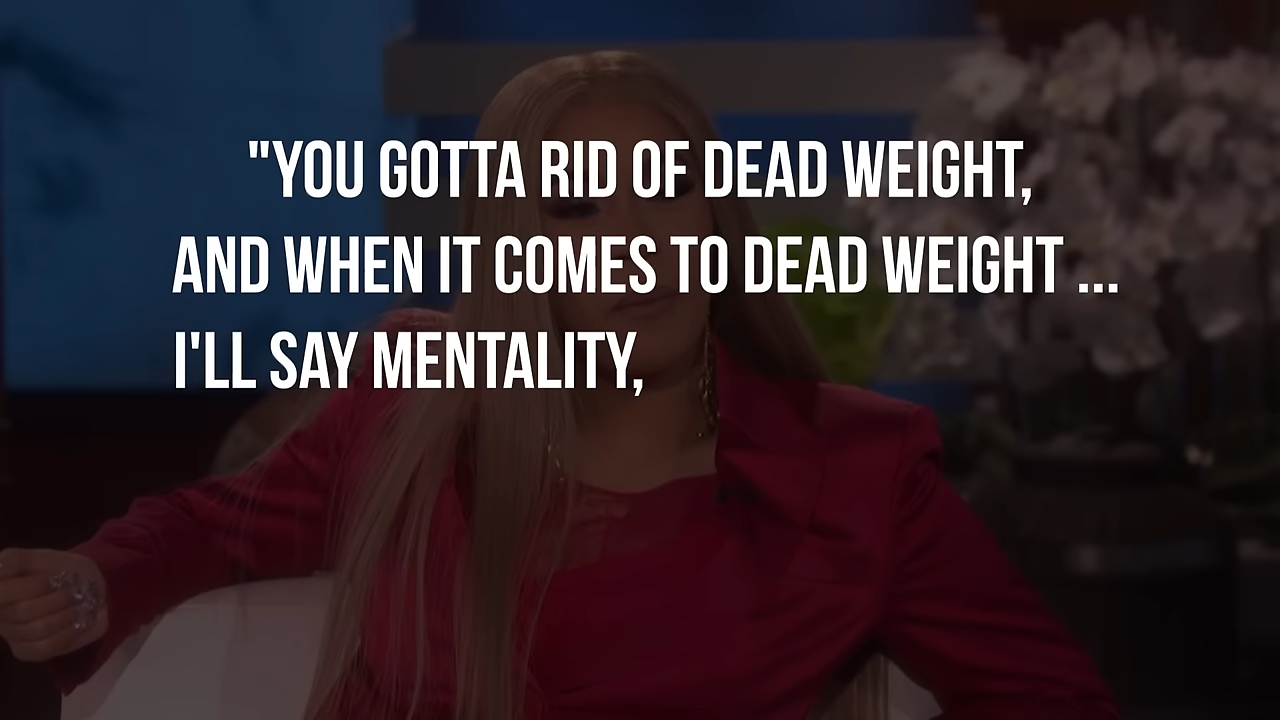 "YOU GOTTA RID OF DEAD WEIGHT,
AND WHEN IT COMES TO DEAD WEIGHT ...
I'LL SAY MENTALITY,